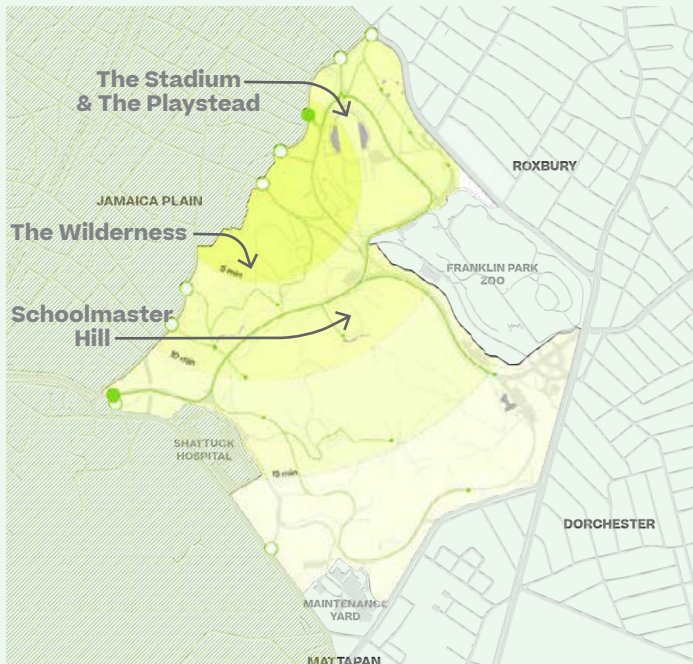 The Stadium
& The Playstead
ROXBURY
JAMAICA PLAIN
The Wilderness
5 min
FRANKLIN PARK
ZOO
Schoolmaster
Hill
10 min
SHATTUCK
HOSPITAL
15 min
DORCHESTER
MAINTENANCE
YARD
MATTAPAN